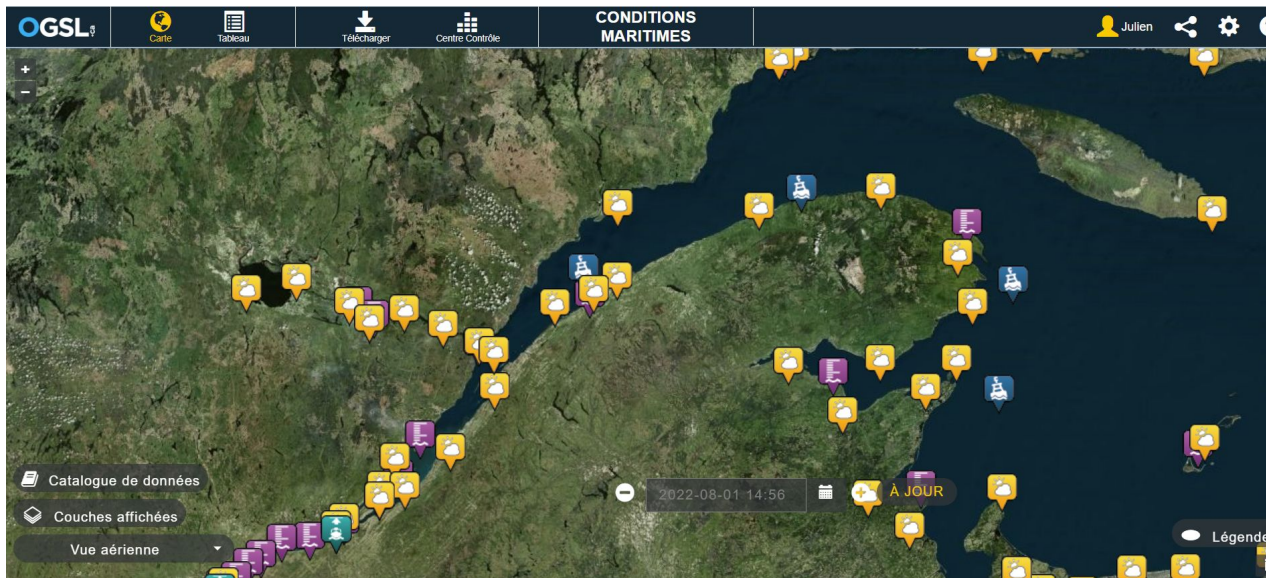 OGSL
Carte
Tableau
Télécharger
Centre Contrôle
CONDITIONS
MARITIMES
Julien
+
−
Catalogue de données
Couches affichées
Vue aérienne
2022-08-01 14:56
À JOUR
Légende